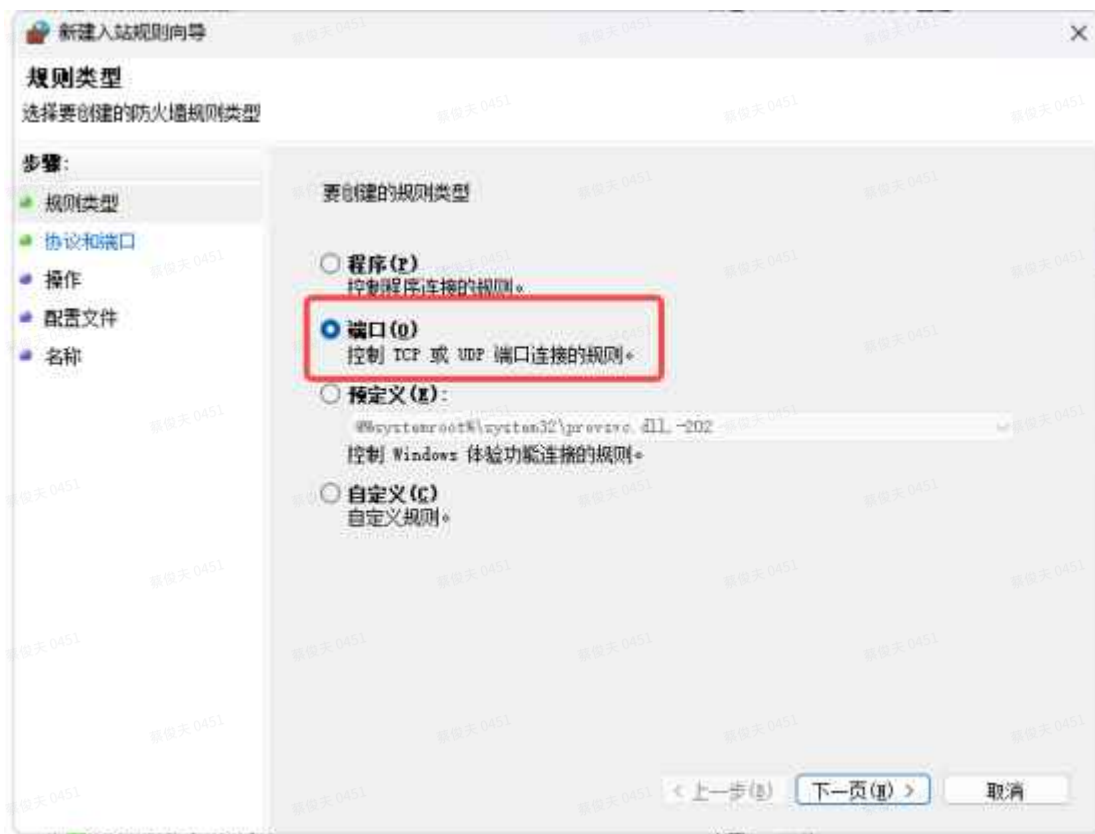 新建入站规则向导
规则类型
选择要创建的防火墙规则类型
步骤:
规则类型
协议和端口
操作
配置文件
名称
要创建的规则类型
程序(P)
控制程序连接的规则。
端口(O)
控制 TCP 或 UDP 端口连接的规则。
预定义(E):
@%systemroot%\system32\provsvc.dll,-202
控制 Windows 体验功能连接的规则。
自定义(C)
自定义规则。
< 上一步(B)
下一页(N) >
取消